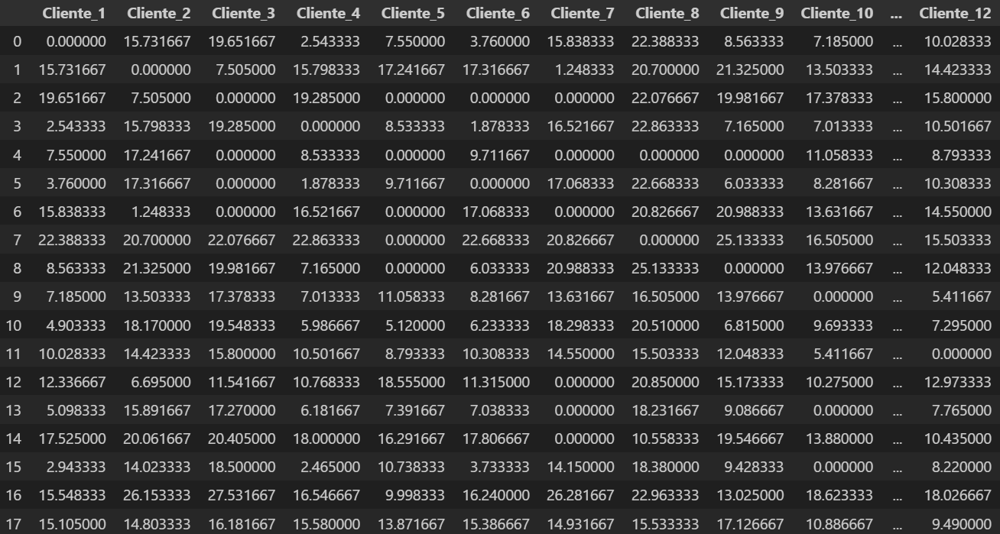 Cliente_1 Cliente_2 Cliente_3 Cliente_4 Cliente_5 Cliente_6 Cliente_7 Cliente_8 Cliente_9 Cliente_10 ... Cliente_12
0 0.000000 15.731667 19.651667 2.543333 7.550000 3.760000 15.838333 22.388333 8.563333 7.185000 ... 10.028333
1 15.731667 0.000000 7.505000 15.798333 17.241667 17.316667 1.248333 20.700000 21.325000 13.503333 ... 14.423333
2 19.651667 7.505000 0.000000 19.285000 0.000000 0.000000 0.000000 22.076667 19.981667 17.378333 ... 15.800000
3 2.543333 15.798333 19.285000 0.000000 8.533333 1.878333 16.521667 22.863333 7.165000 7.013333 ... 10.501667
4 7.550000 17.241667 0.000000 8.533333 0.000000 9.711667 0.000000 0.000000 0.000000 11.058333 ... 8.793333
5 3.760000 17.316667 0.000000 1.878333 9.711667 0.000000 17.068333 22.668333 6.033333 8.281667 ... 10.308333
6 15.838333 1.248333 0.000000 16.521667 0.000000 17.068333 0.000000 20.826667 20.988333 13.631667 ... 14.550000
7 22.388333 20.700000 22.076667 22.863333 0.000000 22.668333 20.826667 0.000000 25.133333 16.505000 ... 15.503333
8 8.563333 21.325000 19.981667 7.165000 0.000000 6.033333 20.988333 25.133333 0.000000 13.976667 ... 12.048333
9 7.185000 13.503333 17.378333 7.013333 11.058333 8.281667 13.631667 16.505000 13.976667 0.000000 ... 5.411667
10 4.903333 18.170000 19.548333 5.986667 5.120000 6.233333 18.298333 20.510000 6.815000 9.693333 ... 7.295000
11 10.028333 14.423333 15.800000 10.501667 8.793333 10.308333 14.550000 15.503333 12.048333 5.411667 ... 0.000000
12 12.336667 6.695000 11.541667 10.768333 18.555000 11.315000 0.000000 20.850000 15.173333 10.275000 ... 12.973333
13 5.098333 15.891667 17.270000 6.181667 7.391667 7.038333 0.000000 18.231667 9.086667 0.000000 ... 7.765000
14 17.525000 20.061667 20.405000 18.000000 16.291667 17.806667 0.000000 10.558333 19.546667 13.880000 ... 10.435000
15 2.943333 14.023333 18.500000 2.465000 10.738333 3.733333 14.150000 18.380000 9.428333 0.000000 ... 8.220000
16 15.548333 26.153333 27.531667 16.546667 9.998333 16.240000 26.281667 22.963333 13.025000 18.623333 ... 18.026667
17 15.105000 14.803333 16.181667 15.580000 13.871667 15.386667 14.931667 15.533333 17.126667 10.886667 ... 9.490000